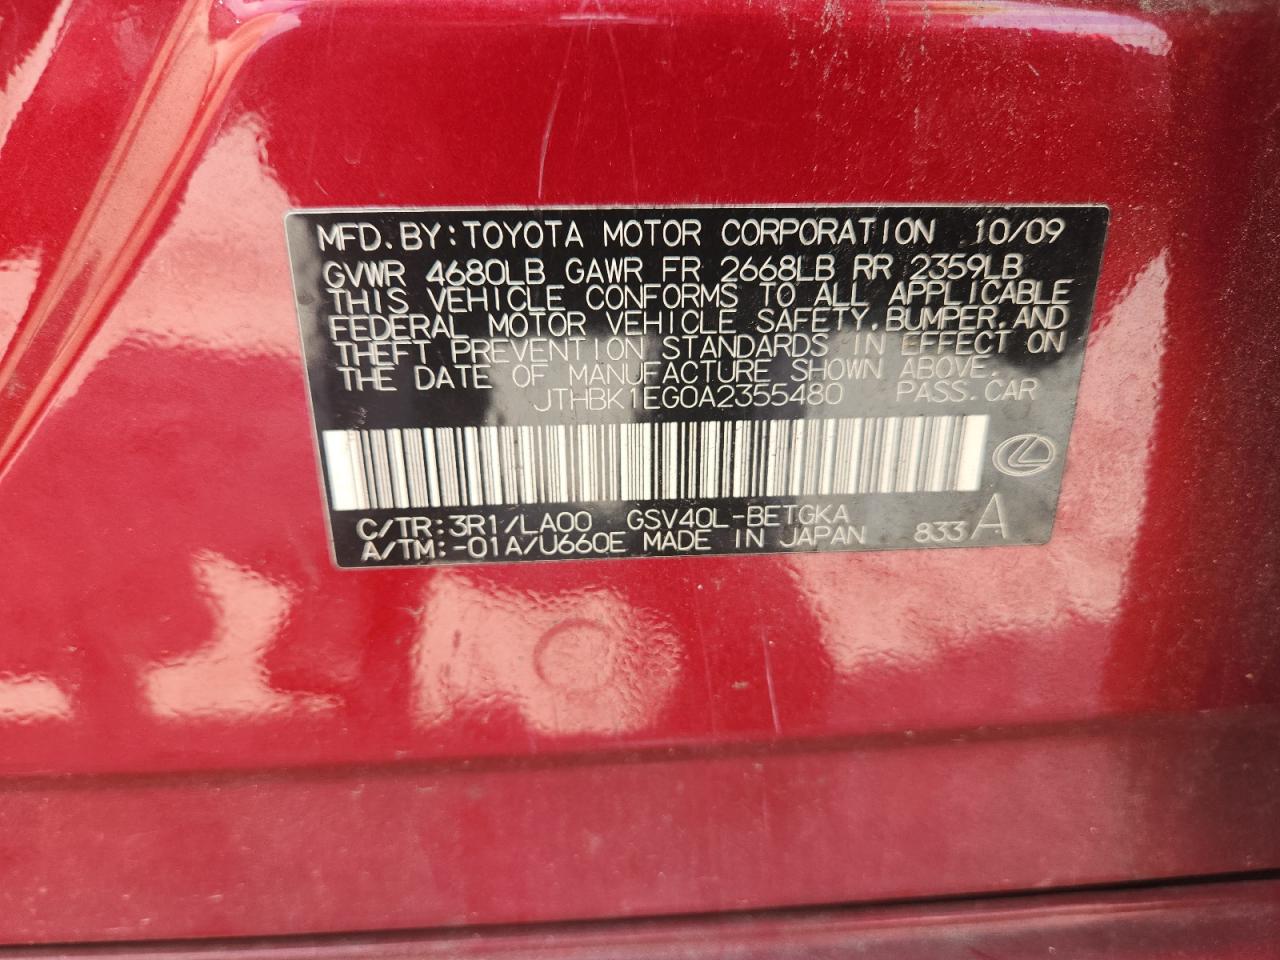 MFD.BY:TOYOTA MOTOR CORPORATION 10/09
GVWR 4680LB GAWR FR 2668LB RR 2359LB
THIS VEHICLE CONFORMS TO ALL APPLICABLE
FEDERAL MOTOR VEHICLE SAFETY,BUMPER,AND
THEFT PREVENTION STANDARDS IN EFFECT ON
THE DATE OF MANUFACTURE SHOWN ABOVE.
JTHBK1EG0A2355480 PASS.CAR
C/TR:3R1/LA00 GSV40L-BETGKA
A/TM:-01A/U660E MADE IN JAPAN 833 A